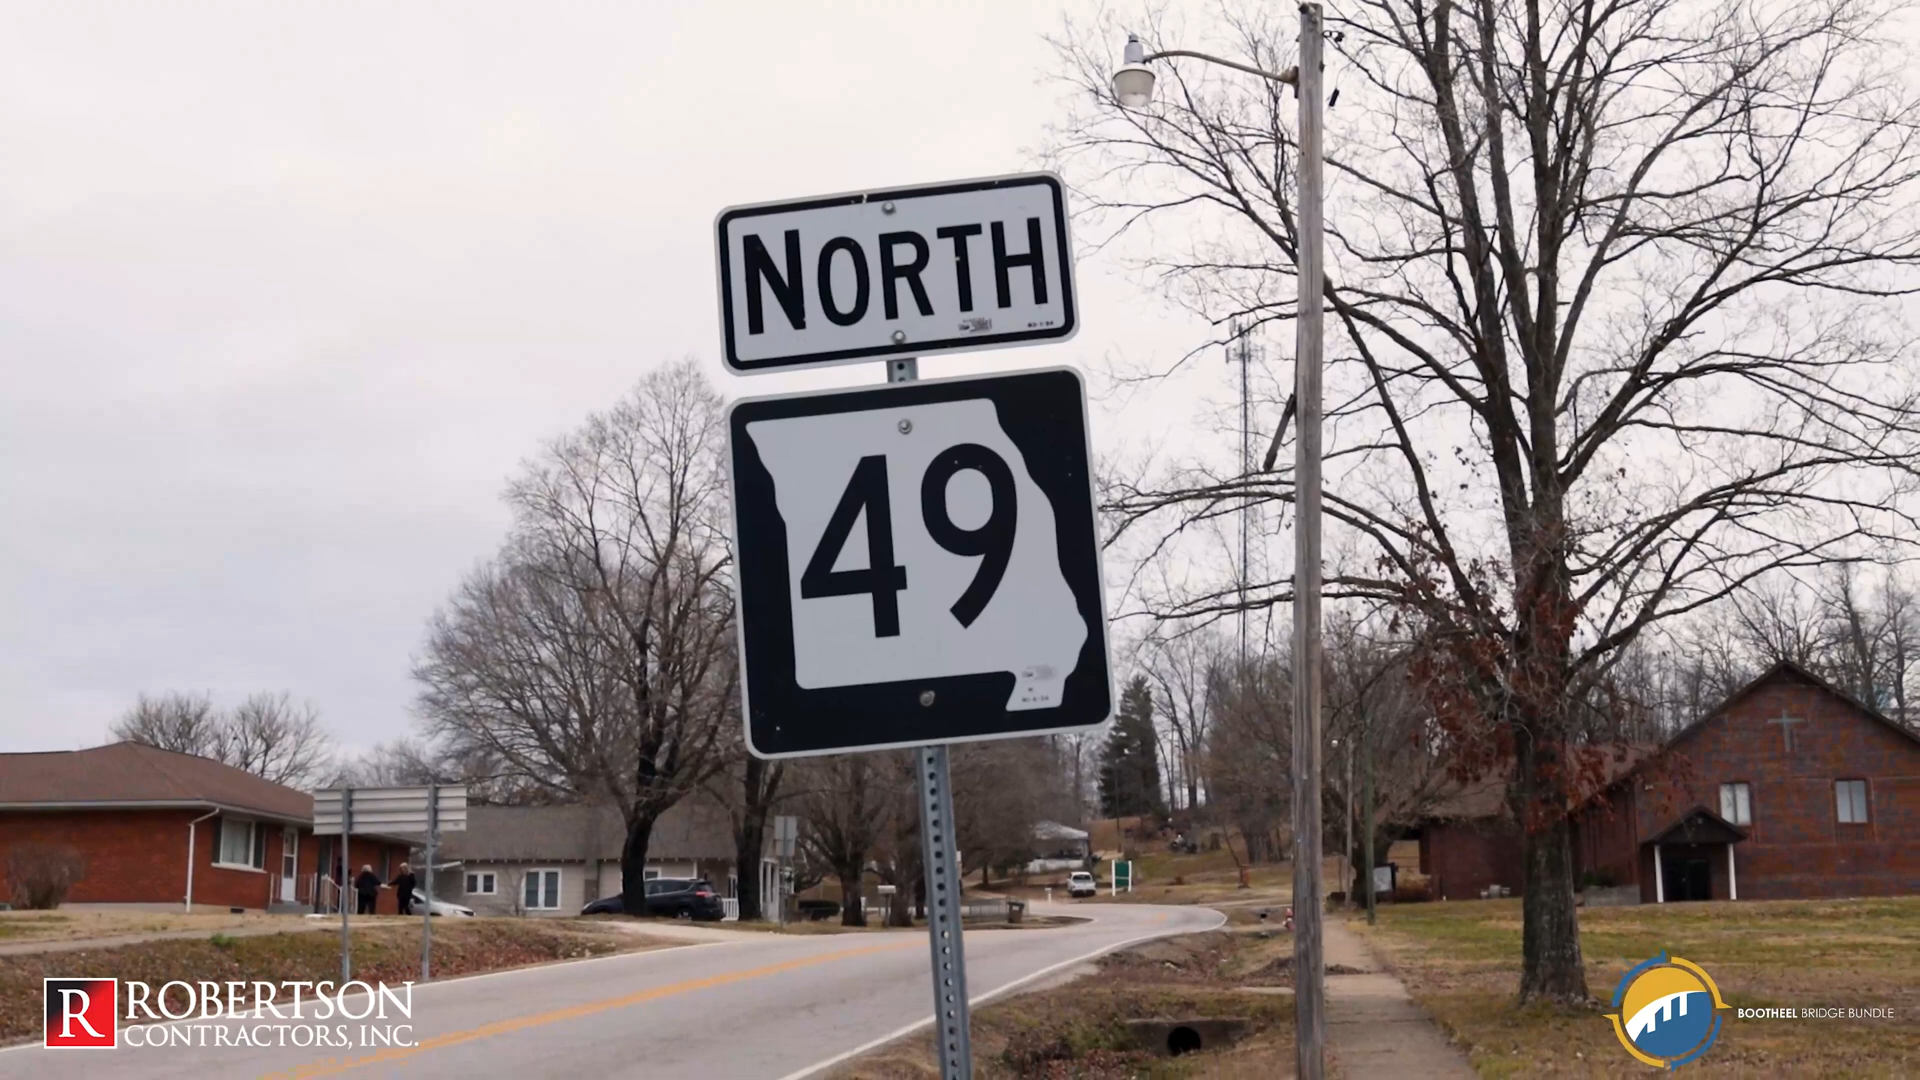 NORTH
49
R ROBERTSON
CONTRACTORS, INC.
BOOTHEEL BRIDGE BUNDLE